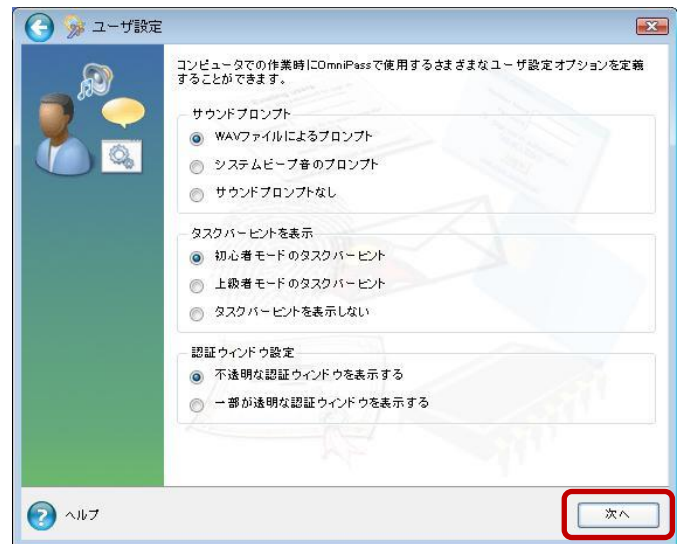 ユーザ設定
コンピュータでの作業時にOmniPassで使用するさまざまなユーザ設定オプションを定義
することができます。
サウンドプロンプト
WAVファイルによるプロンプト
システムビープ音のプロンプト
サウンドプロンプトなし
タスクバーヒントを表示
初心者モードのタスクバーヒント
上級者モードのタスクバーヒント
タスクバーヒントを表示しない
認証ウィンドウ設定
不透明な認証ウィンドウを表示する
一部が透明な認証ウィンドウを表示する
ヘルプ
次へ